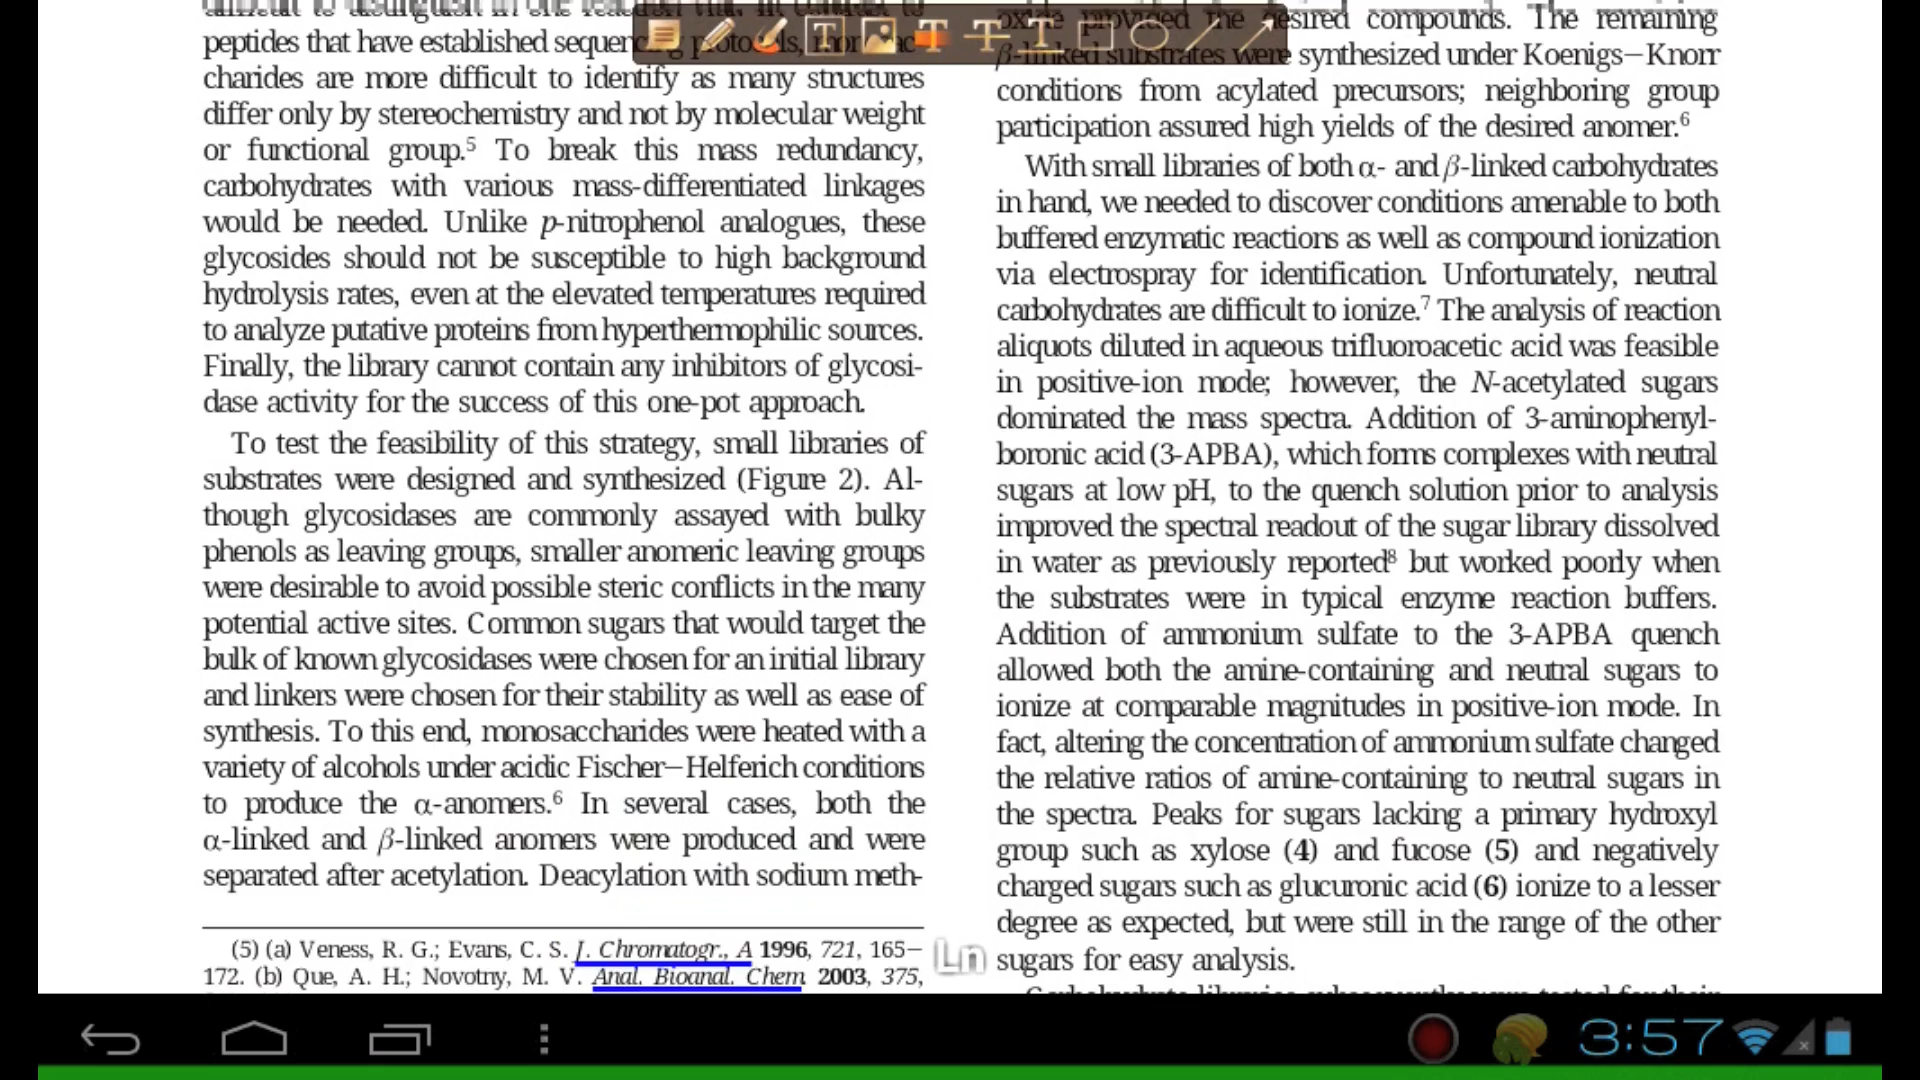 peptides that have established sequencing protocols, monosac-
charides are more difficult to identify as many structures
differ only by stereochemistry and not by molecular weight
or functional group.5 To break this mass redundancy,
carbohydrates with various mass-differentiated linkages
would be needed. Unlike p-nitrophenol analogues, these
glycosides should not be susceptible to high background
hydrolysis rates, even at the elevated temperatures required
to analyze putative proteins from hyperthermophilic sources.
Finally, the library cannot contain any inhibitors of glycosi-
dase activity for the success of this one-pot approach.
To test the feasibility of this strategy, small libraries of
substrates were designed and synthesized (Figure 2). Al-
though glycosidases are commonly assayed with bulky
phenols as leaving groups, smaller anomeric leaving groups
were desirable to avoid possible steric conflicts in the many
potential active sites. Common sugars that would target the
bulk of known glycosidases were chosen for an initial library
and linkers were chosen for their stability as well as ease of
synthesis. To this end, monosaccharides were heated with a
variety of alcohols under acidic Fischer–Helferich conditions
to produce the α-anomers.6 In several cases, both the
α-linked and β-linked anomers were produced and were
separated after acetylation. Deacylation with sodium meth-
(5) (a) Veness, R. G.; Evans, C. S. J. Chromatogr., A 1996, 721, 165–
172. (b) Que, A. H.; Novotny, M. V. Anal. Bioanal. Chem. 2003, 375,
oxide provided the desired compounds. The remaining
β-linked substrates were synthesized under Koenigs–Knorr
conditions from acylated precursors; neighboring group
participation assured high yields of the desired anomer.6
With small libraries of both α- and β-linked carbohydrates
in hand, we needed to discover conditions amenable to both
buffered enzymatic reactions as well as compound ionization
via electrospray for identification. Unfortunately, neutral
carbohydrates are difficult to ionize.7 The analysis of reaction
aliquots diluted in aqueous trifluoroacetic acid was feasible
in positive-ion mode; however, the N-acetylated sugars
dominated the mass spectra. Addition of 3-aminophenyl-
boronic acid (3-APBA), which forms complexes with neutral
sugars at low pH, to the quench solution prior to analysis
improved the spectral readout of the sugar library dissolved
in water as previously reported8 but worked poorly when
the substrates were in typical enzyme reaction buffers.
Addition of ammonium sulfate to the 3-APBA quench
allowed both the amine-containing and neutral sugars to
ionize at comparable magnitudes in positive-ion mode. In
fact, altering the concentration of ammonium sulfate changed
the relative ratios of amine-containing to neutral sugars in
the spectra. Peaks for sugars lacking a primary hydroxyl
group such as xylose (4) and fucose (5) and negatively
charged sugars such as glucuronic acid (6) ionize to a lesser
degree as expected, but were still in the range of the other
sugars for easy analysis.
Ln
3:57